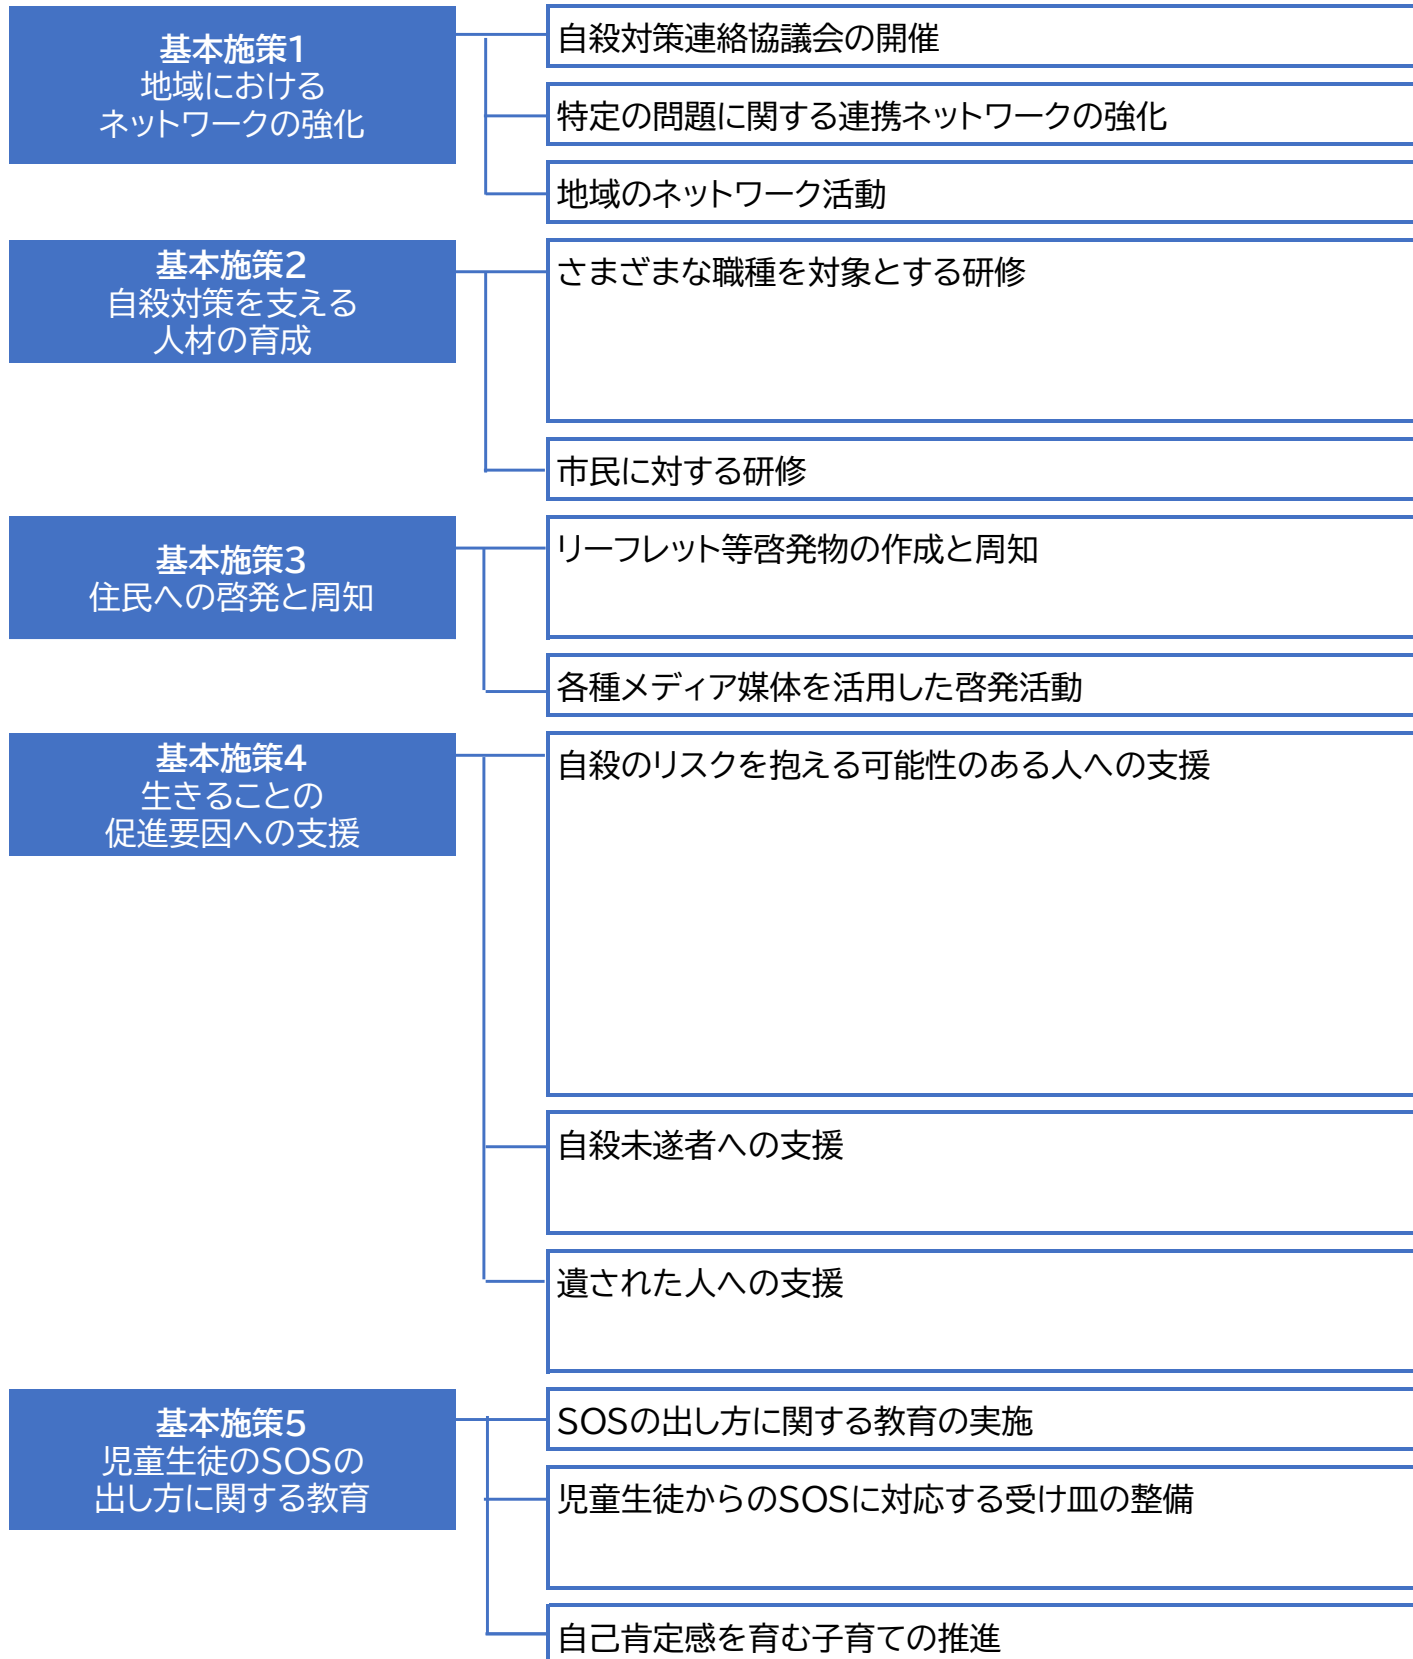 基本施策1
地域における
ネットワークの強化
自殺対策連絡協議会の開催
特定の問題に関する連携ネットワークの強化
地域のネットワーク活動
基本施策2
自殺対策を支える
人材の育成
さまざまな職種を対象とする研修
市民に対する研修
基本施策3
住民への啓発と周知
リーフレット等啓発物の作成と周知
各種メディア媒体を活用した啓発活動
基本施策4
生きることの
促進要因への支援
自殺のリスクを抱える可能性のある人への支援
自殺未遂者への支援
遺された人への支援
基本施策5
児童生徒のSOSの
出し方に関する教育
SOSの出し方に関する教育の実施
児童生徒からのSOSに対応する受け皿の整備
自己肯定感を育む子育ての推進